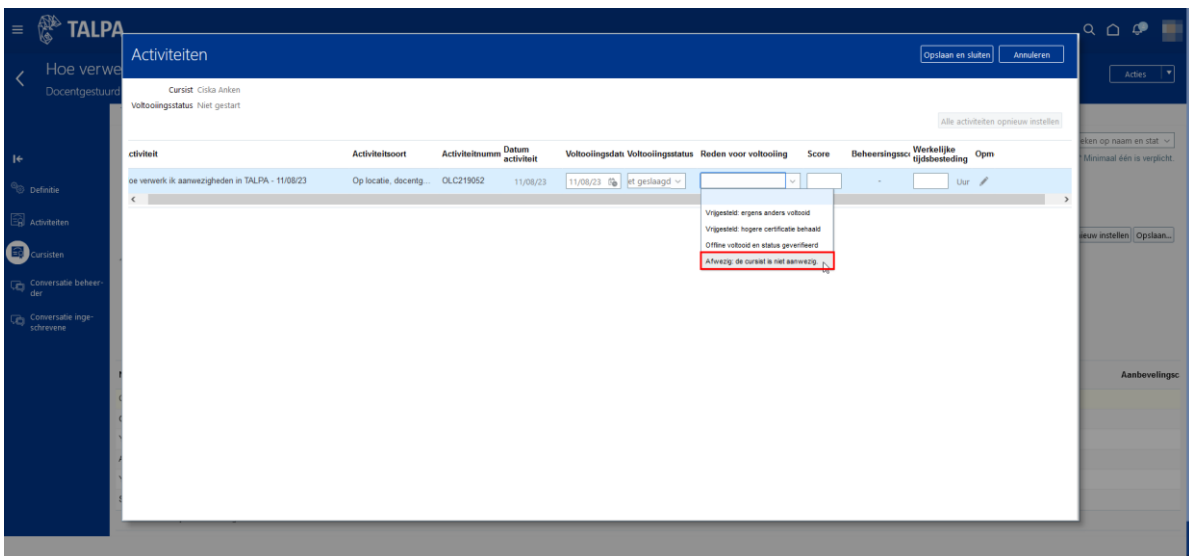 TALPA
Hoe verwe
Docentgestuurd
Acties
Activiteiten
Opslaan en sluiten
Annuleren
Cursist Ciska Anken
Voltooiingsstatus Niet gestart
Alle activiteiten opnieuw instellen
eken op naam en stat
* Minimaal één is verplicht.
ctiviteit Activiteitsoort Activiteitnumm Datum activiteit Voltooiingsdatu Voltooiingsstatus Reden voor voltooiing Score Beheersingssco Werkelijke tijdsbesteding Opm
oe verwerk ik aanwezigheden in TALPA - 11/08/23 Op locatie, docentg... OLC219052 11/08/23 11/08/23 et geslaagd - Uur
Vrijgesteld: ergens anders voltooid
Vrijgesteld: hogere certificatie behaald
Offline voltooid en status geverifieerd
Afwezig: de cursist is niet aanwezig.
Definitie
Activiteiten
Cursisten
Conversatie beheer-
der
Conversatie inge-
schrevene
nieuw instellen Opslaan...
Aanbevelingsc